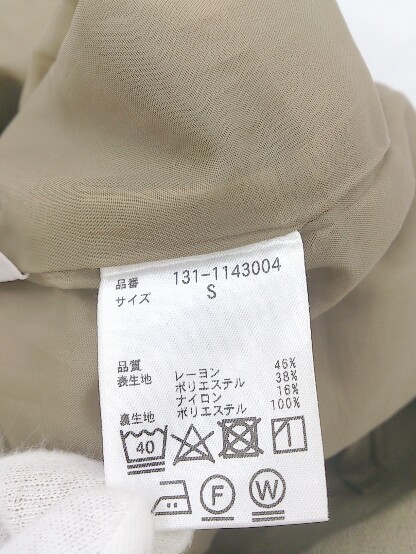 品番 131-1143004
サイズ S
品質
表生地 レーヨン 46%
ポリエステル 38%
ナイロン 16%
裏生地 ポリエステル 100%
40
F W